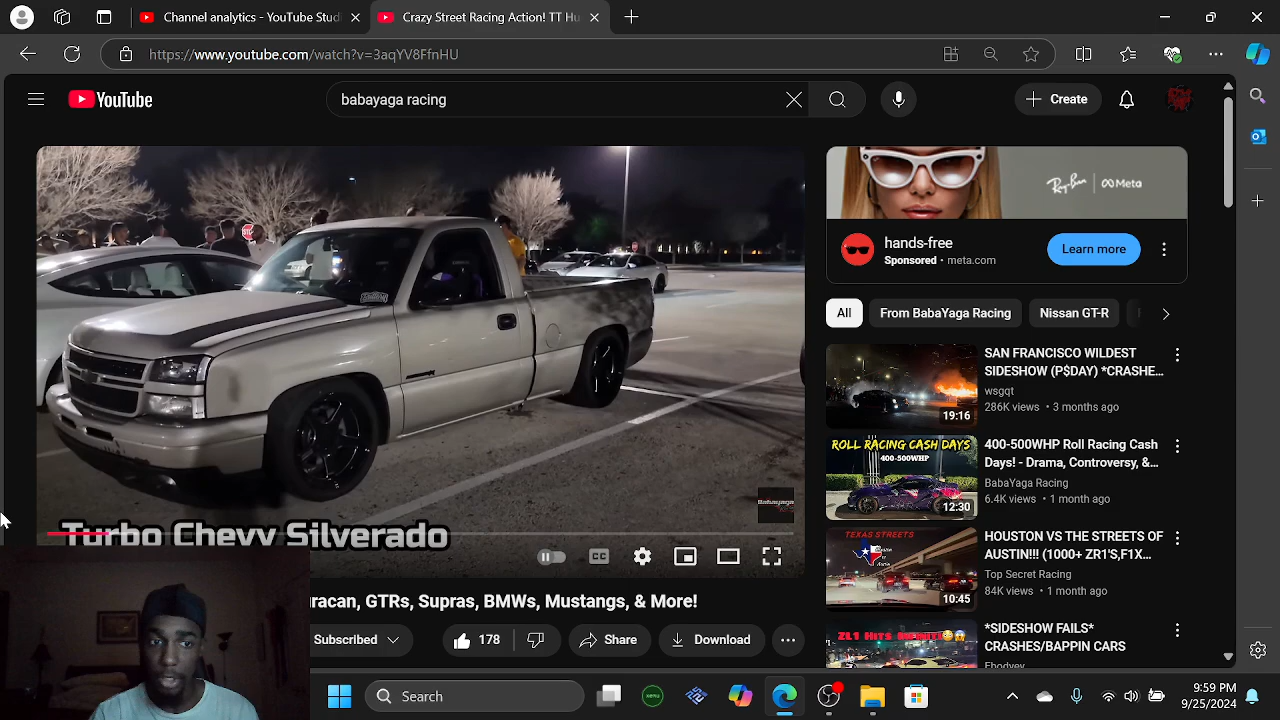 Channel analytics - YouTube Stu
Crazy Street Racing Action! TT Hu
https://www.youtube.com/watch?v=3aqYV8FfnHU
YouTube
babayaga racing
Create
Ray-Ban | Meta
hands-free
Sponsored • meta.com
Learn more
All
From BabaYaga Racing
Nissan GT-R
SAN FRANCISCO WILDEST
SIDESHOW (P$DAY) *CRASHE...
wsgqt
286K views • 3 months ago
19:16
ROLL RACING CASH DAYS
400-500WHP
12:30
400-500WHP Roll Racing Cash
Days! - Drama, Controversy, &...
BabaYaga Racing
6.4K views • 1 month ago
TEXAS STREETS
10:45
HOUSTON VS THE STREETS OF
AUSTIN!!! (1000+ ZR1'S,F1X...
Top Secret Racing
84K views • 1 month ago
*SIDESHOW FAILS*
CRASHES/BAPPIN CARS
Turbo Chevy Silverado
CC
uracan, GTRs, Supras, BMWs, Mustangs, & More!
Subscribed
178
Share
Download
Search
9:59 PM
9/25/2024